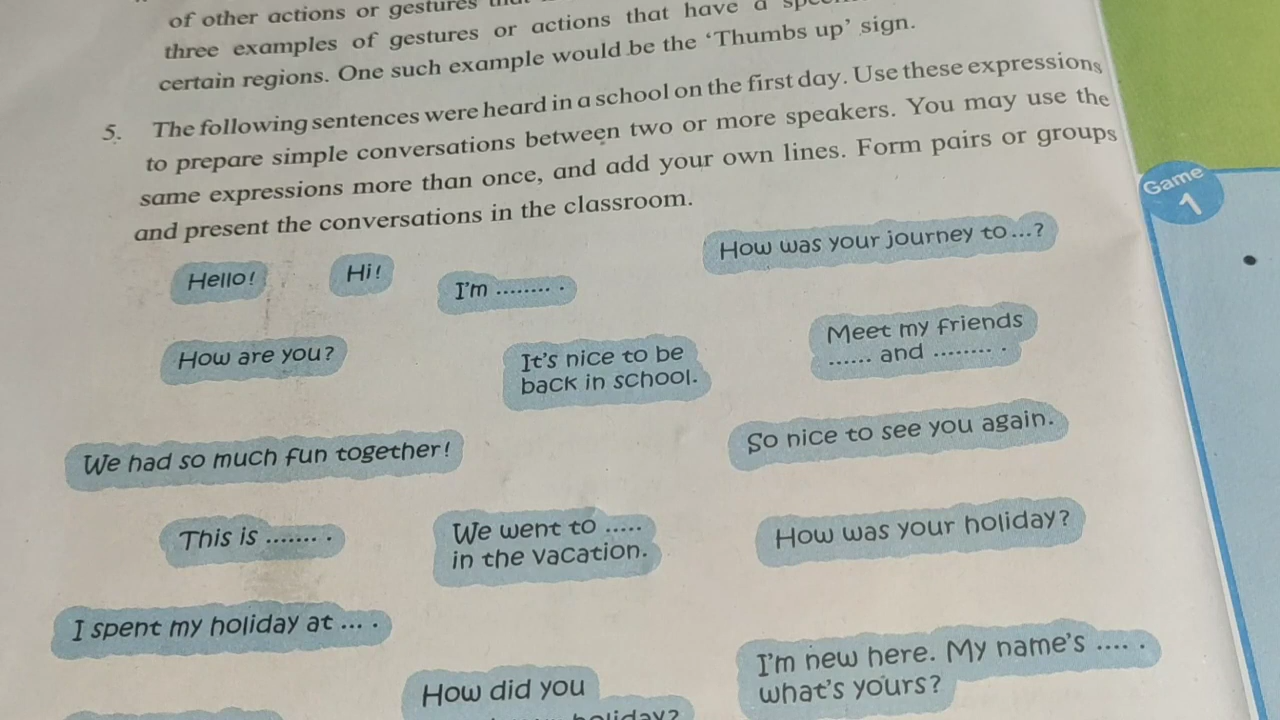 of other actions or gestures
three examples of gestures or actions that have a
certain regions. One such example would be the ‘Thumbs up’ sign.
5. The following sentences were heard in a school on the first day. Use these expressions
to prepare simple conversations between two or more speakers. You may use the
same expressions more than once, and add your own lines. Form pairs or groups
and present the conversations in the classroom.
Game
1
How was your journey to ...?
Hello!
Hi!
I’m ........ .
Meet my friends
...... and ........ .
How are you?
It’s nice to be
back in school.
So nice to see you again.
We had so much fun together!
This is ....... .
We went to .....
in the vacation.
How was your holiday?
I spent my holiday at ... .
I’m new here. My name’s .... .
what’s yours?
How did you
holiday?